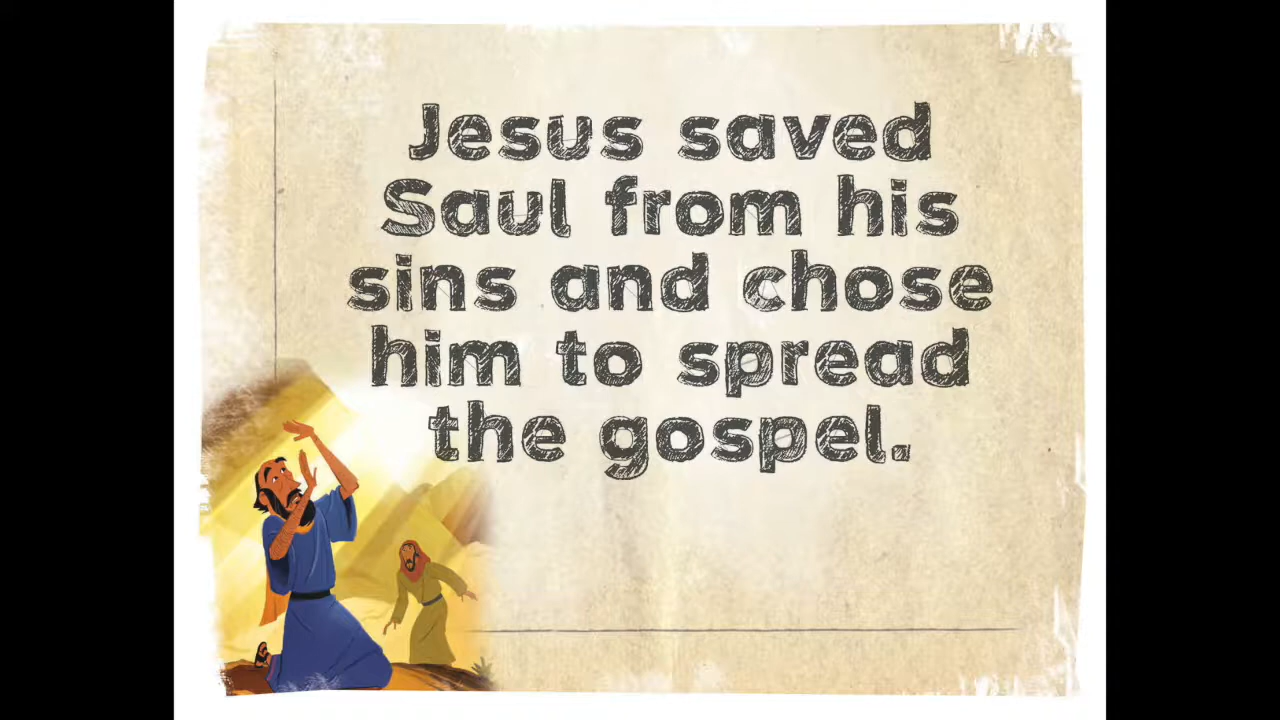 Jesus saved
Saul from his
sins and chose
him to spread
the gospel.